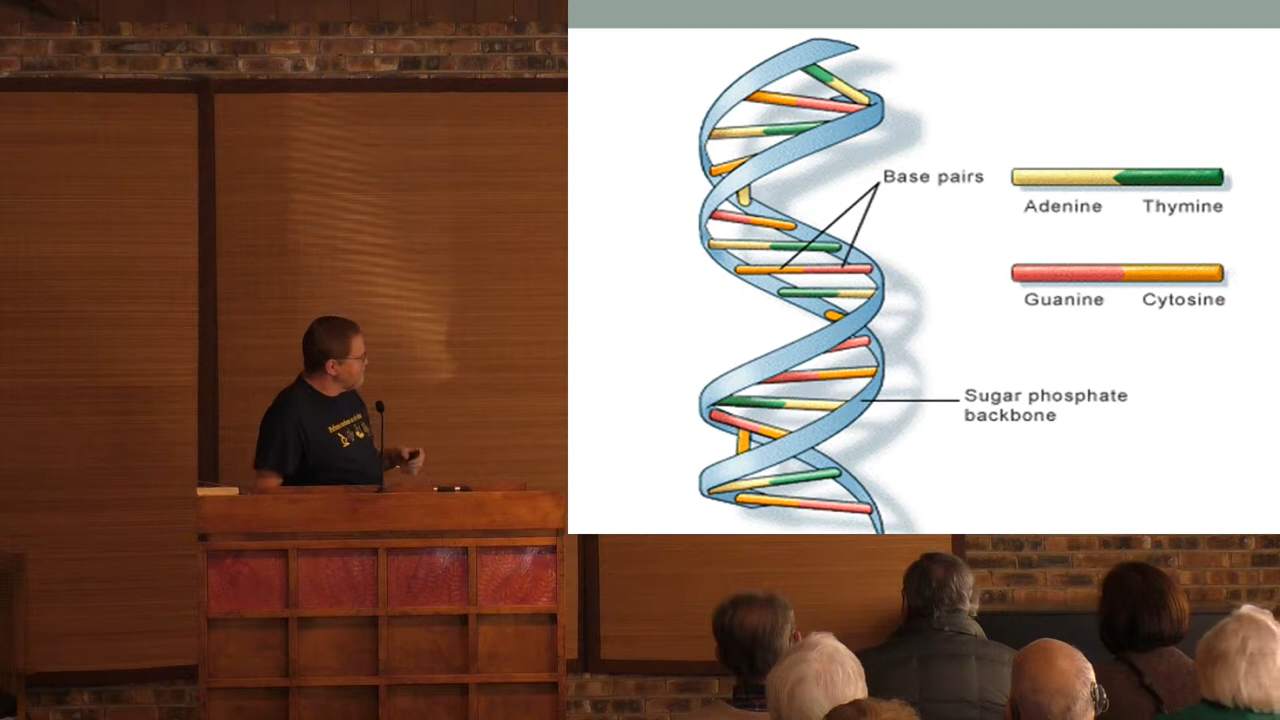 Base pairs
Adenine Thymine
Guanine Cytosine
Sugar phosphate
backbone